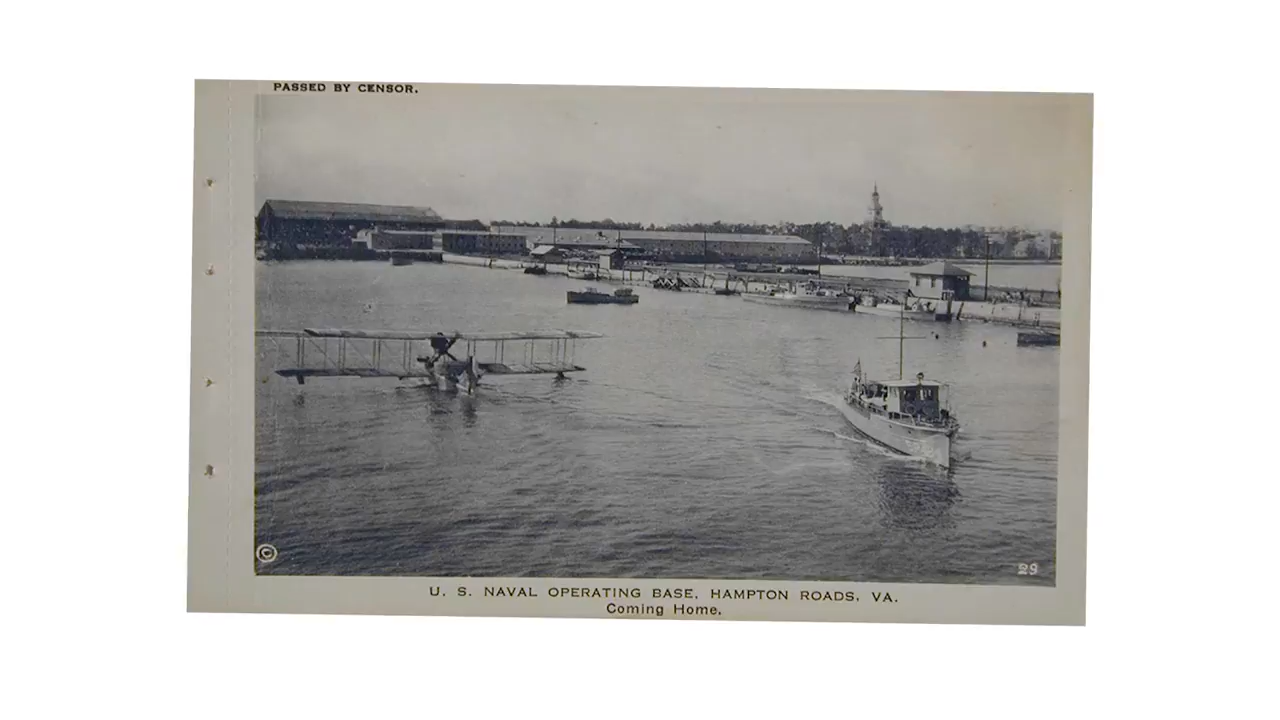 PASSED BY CENSOR.
©
29
U. S. NAVAL OPERATING BASE, HAMPTON ROADS, VA.
Coming Home.